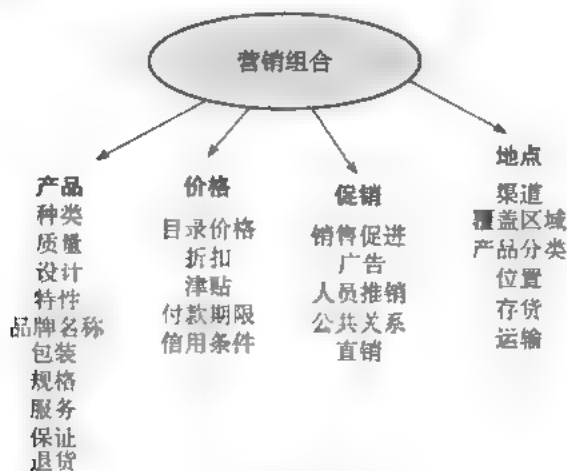 营销组合
产品
种类
质量
设计
特性
品牌名称
包装
规格
服务
保证
退货
价格
目录价格
折扣
津贴
付款期限
信用条件
促销
销售促进
广告
人员推销
公共关系
直销
地点
渠道
覆盖区域
产品分类
位置
存货
运输